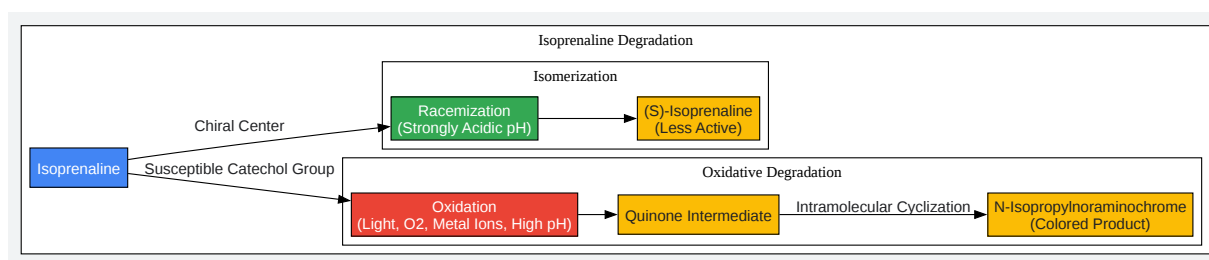 Isoprenaline Degradation
Isomerization
Racemization
(Strongly Acidic pH)
(S)-Isoprenaline
(Less Active)
Chiral Center
Isoprenaline
Susceptible Catechol Group
Oxidative Degradation
Oxidation
(Light, O2, Metal Ions, High pH)
Quinone Intermediate
Intramolecular Cyclization
N-Isopropylnoraminochrome
(Colored Product)